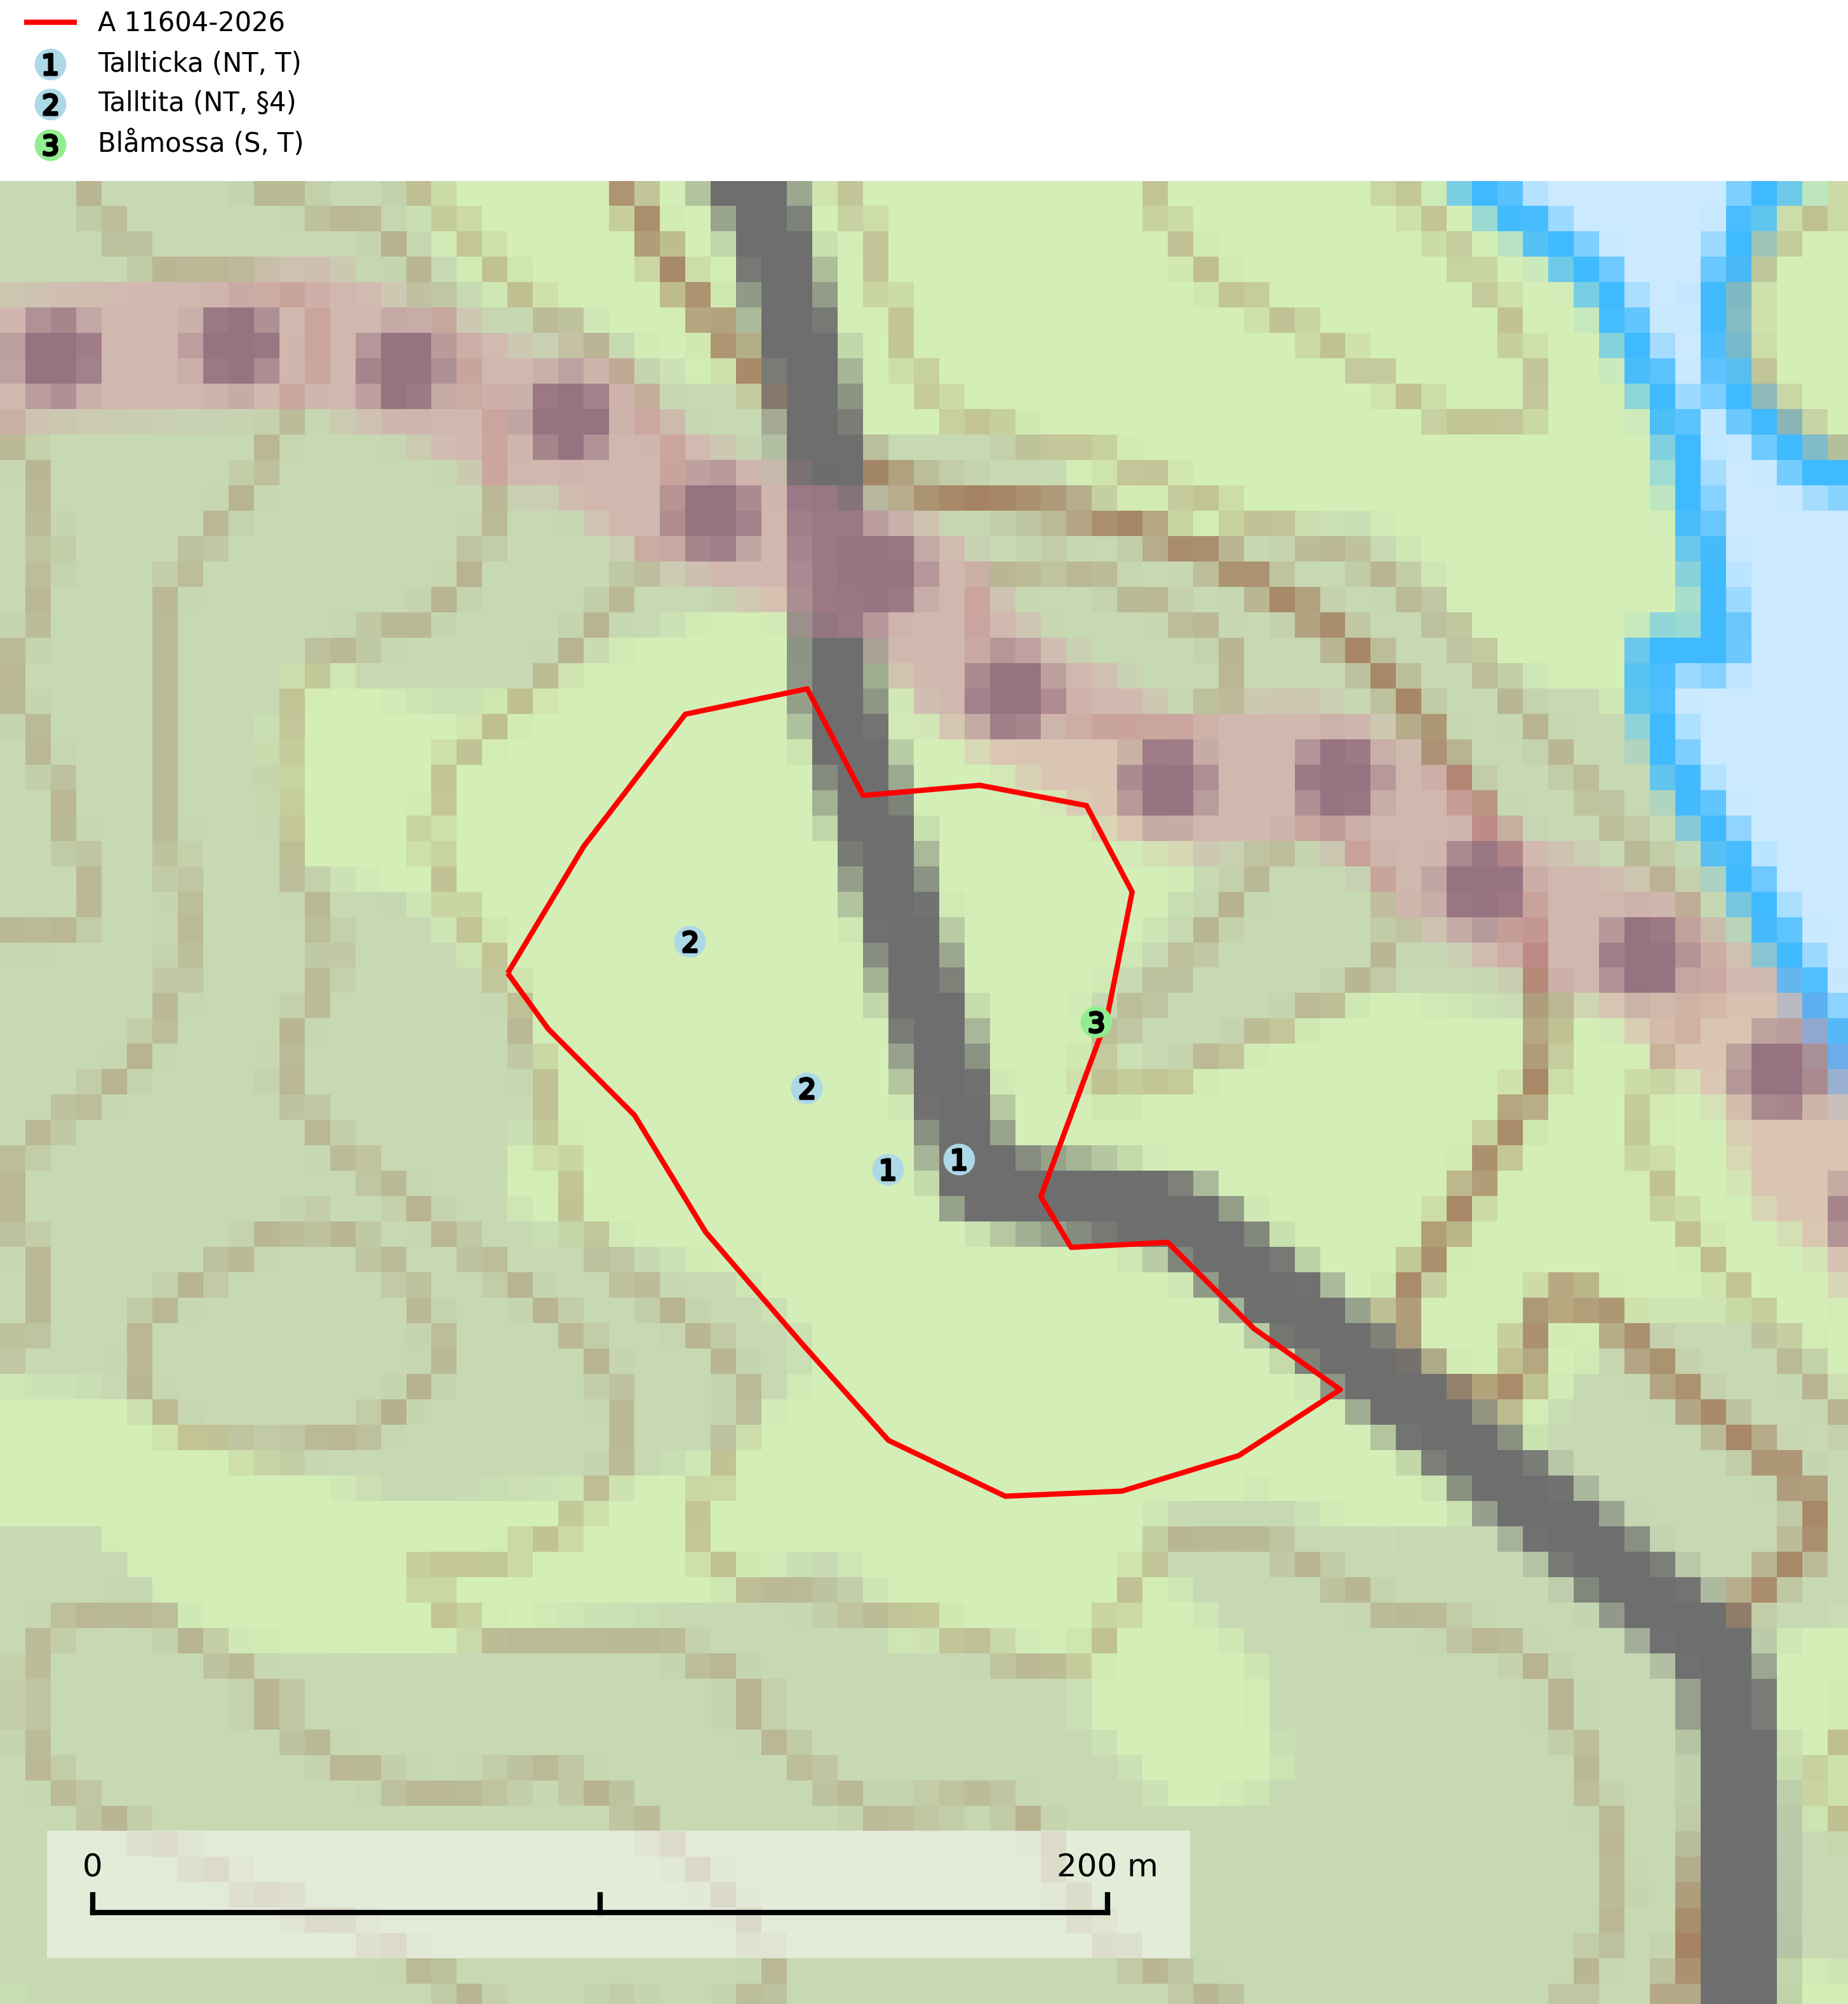 A 11604-2026
1 Tallticka (NT, T)
2 Talltita (NT, §4)
3 Blåmossa (S, T)
2
3
2
1
1
0 200 m